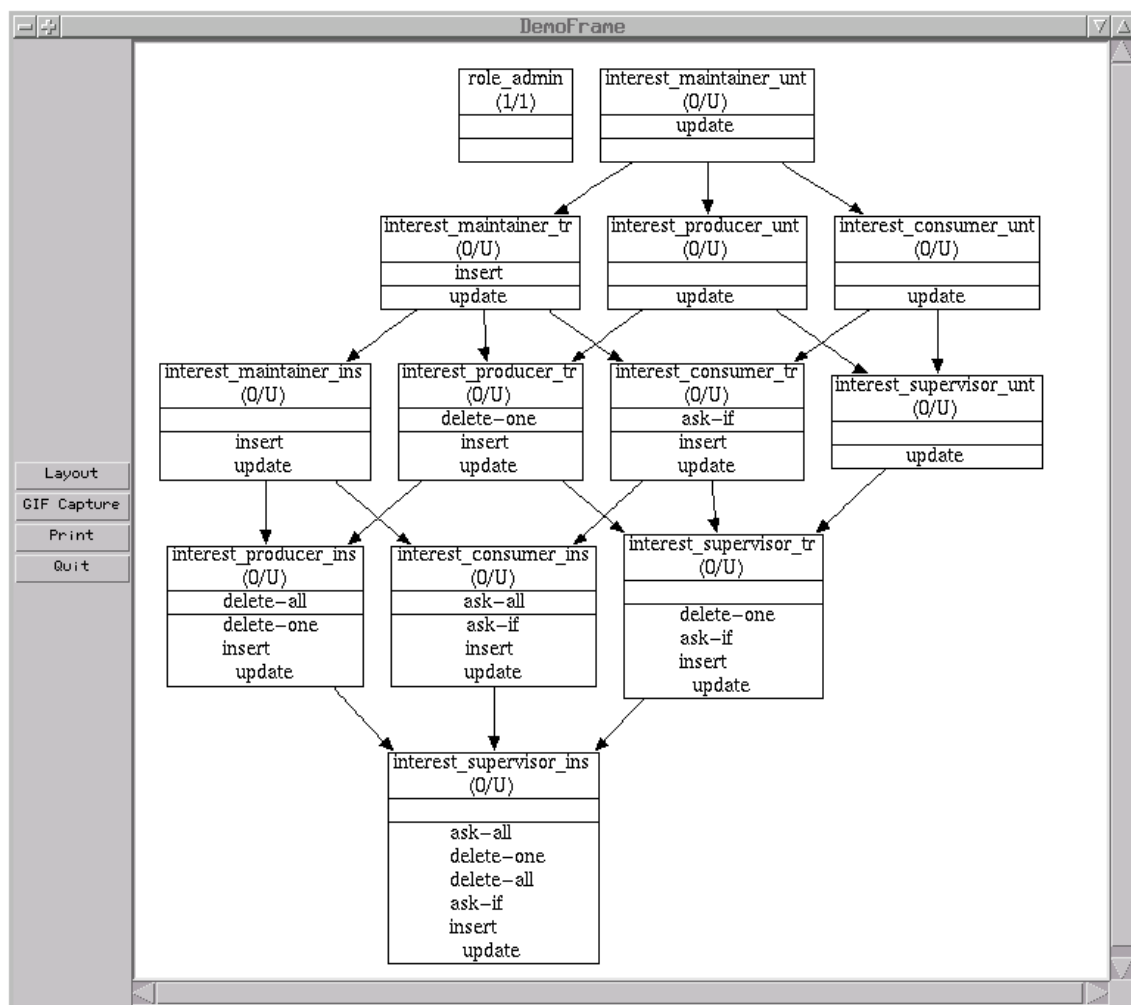 DemoFrame
role_admin
(1/1)
interest_maintainer_unt
(0/U)
update
interest_maintainer_tr
(0/U)
insert
update
interest_producer_unt
(0/U)
update
interest_consumer_unt
(0/U)
update
interest_maintainer_ins
(0/U)
insert
update
interest_producer_tr
(0/U)
delete-one
insert
update
interest_consumer_tr
(0/U)
ask-if
insert
update
interest_supervisor_unt
(0/U)
update
Layout
GIF Capture
Print
Quit
interest_producer_ins
(0/U)
delete-all
delete-one
insert
update
interest_consumer_ins
(0/U)
ask-all
ask-if
insert
update
interest_supervisor_tr
(0/U)
delete-one
ask-if
insert
update
interest_supervisor_ins
(0/U)
ask-all
delete-one
delete-all
ask-if
insert
update